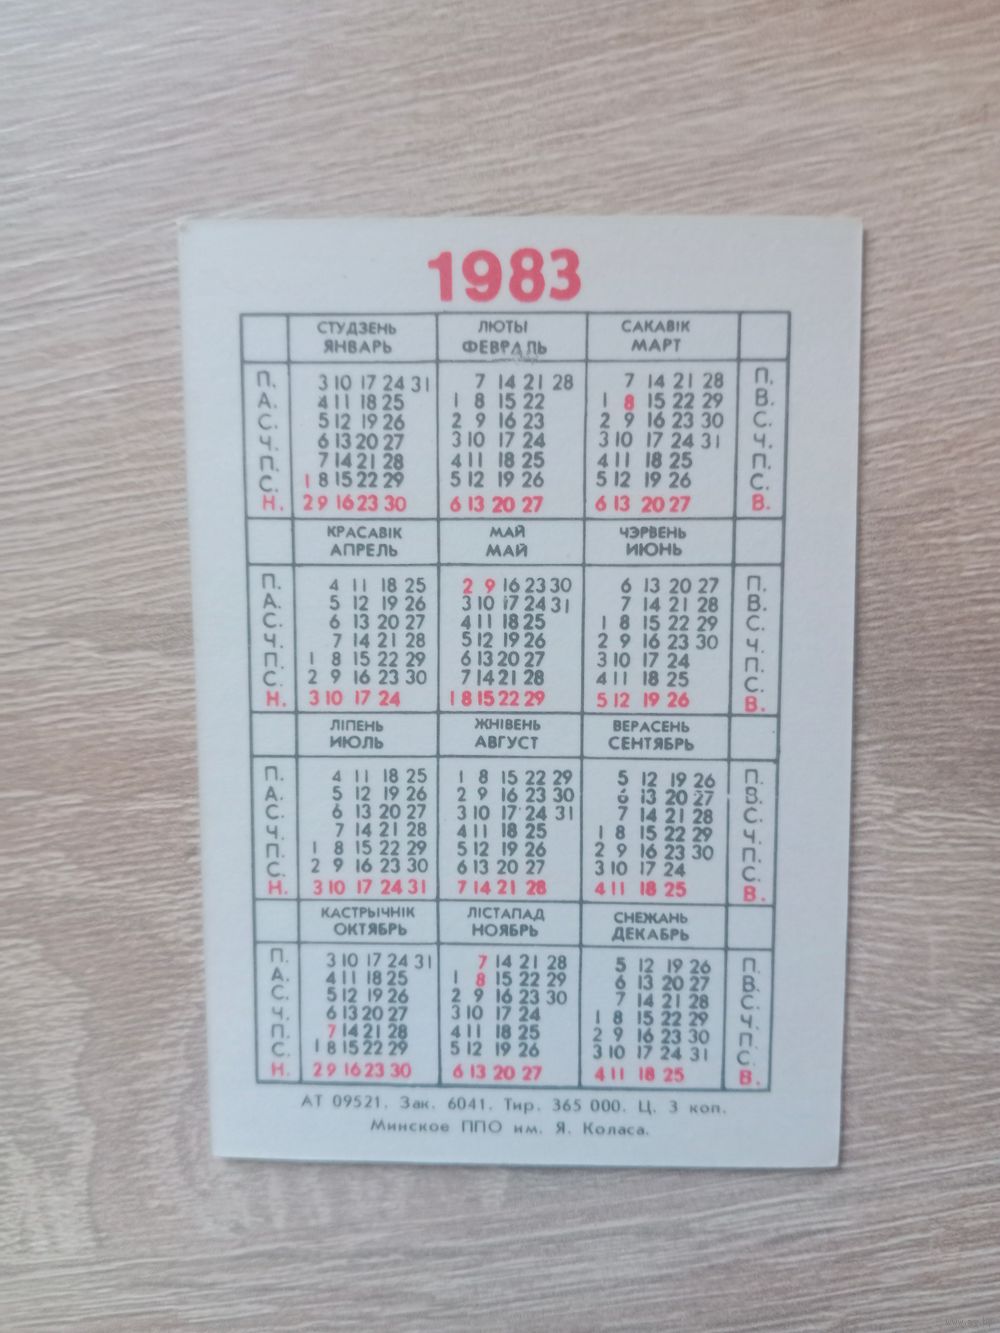 1983
СТУДЗЕНЬ ЛЮТЫ САКАВІК
ЯНВАРЬ ФЕВРАЛЬ МАРТ
П. 3 10 17 24 31 7 14 21 28 7 14 21 28 П.
А. 4 11 18 25 1 8 15 22 1 8 15 22 29 В.
С. 5 12 19 26 2 9 16 23 2 9 16 23 30 С.
Ч. 6 13 20 27 3 10 17 24 3 10 17 24 31 Ч.
П. 7 14 21 28 4 11 18 25 4 11 18 25 П.
С. 1 8 15 22 29 5 12 19 26 5 12 19 26 С.
Н. 2 9 16 23 30 6 13 20 27 6 13 20 27 В.
КРАСАВІК МАЙ ЧЭРВЕНЬ
АПРЕЛЬ МАЙ ИЮНЬ
П. 4 11 18 25 2 9 16 23 30 6 13 20 27 П.
А. 5 12 19 26 3 10 17 24 31 7 14 21 28 В.
С. 6 13 20 27 4 11 18 25 1 8 15 22 29 С.
Ч. 7 14 21 28 5 12 19 26 2 9 16 23 30 Ч.
П. 1 8 15 22 29 6 13 20 27 3 10 17 24 П.
С. 2 9 16 23 30 7 14 21 28 4 11 18 25 С.
Н. 3 10 17 24 1 8 15 22 29 5 12 19 26 В.
ЛІПЕНЬ ЖНІВЕНЬ ВЕРАСЕНЬ
ИЮЛЬ АВГУСТ СЕНТЯБРЬ
П. 4 11 18 25 1 8 15 22 29 5 12 19 26 П.
А. 5 12 19 26 2 9 16 23 30 6 13 20 27 В.
С. 6 13 20 27 3 10 17 24 31 7 14 21 28 С.
Ч. 7 14 21 28 4 11 18 25 1 8 15 22 29 Ч.
П. 1 8 15 22 29 5 12 19 26 2 9 16 23 30 П.
С. 2 9 16 23 30 6 13 20 27 3 10 17 24 С.
Н. 3 10 17 24 31 7 14 21 28 4 11 18 25 В.
КАСТРЫЧНІК ЛІСТАПАД СНЕЖАНЬ
ОКТЯБРЬ НОЯБРЬ ДЕКАБРЬ
П. 3 10 17 24 31 7 14 21 28 5 12 19 26 П.
А. 4 11 18 25 1 8 15 22 29 6 13 20 27 В.
С. 5 12 19 26 2 9 16 23 30 7 14 21 28 С.
Ч. 6 13 20 27 3 10 17 24 1 8 15 22 29 Ч.
П. 7 14 21 28 4 11 18 25 2 9 16 23 30 П.
С. 1 8 15 22 29 5 12 19 26 3 10 17 24 31 С.
Н. 2 9 16 23 30 6 13 20 27 4 11 18 25 В.
АТ 09521. Зак. 6041. Тир. 365 000. Ц. 3 коп.
Минское ППО им. Я. Коласа.